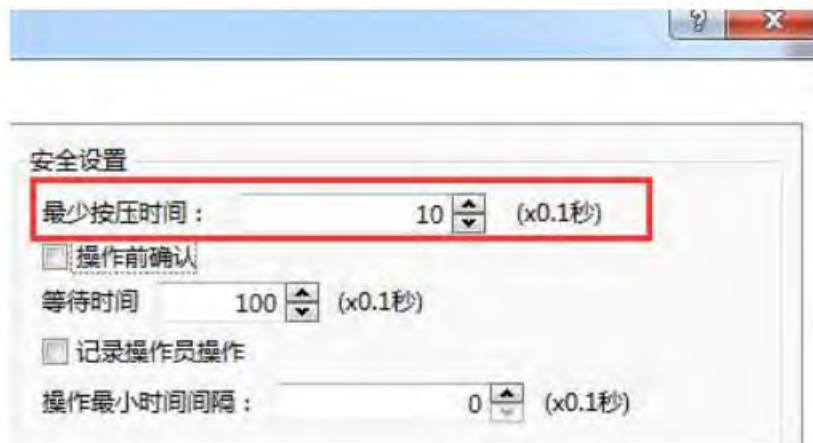 安全设置
最少按压时间： 10 (x0.1秒)
操作前确认
等待时间 100 (x0.1秒)
记录操作员操作
操作最小时间间隔： 0 (x0.1秒)